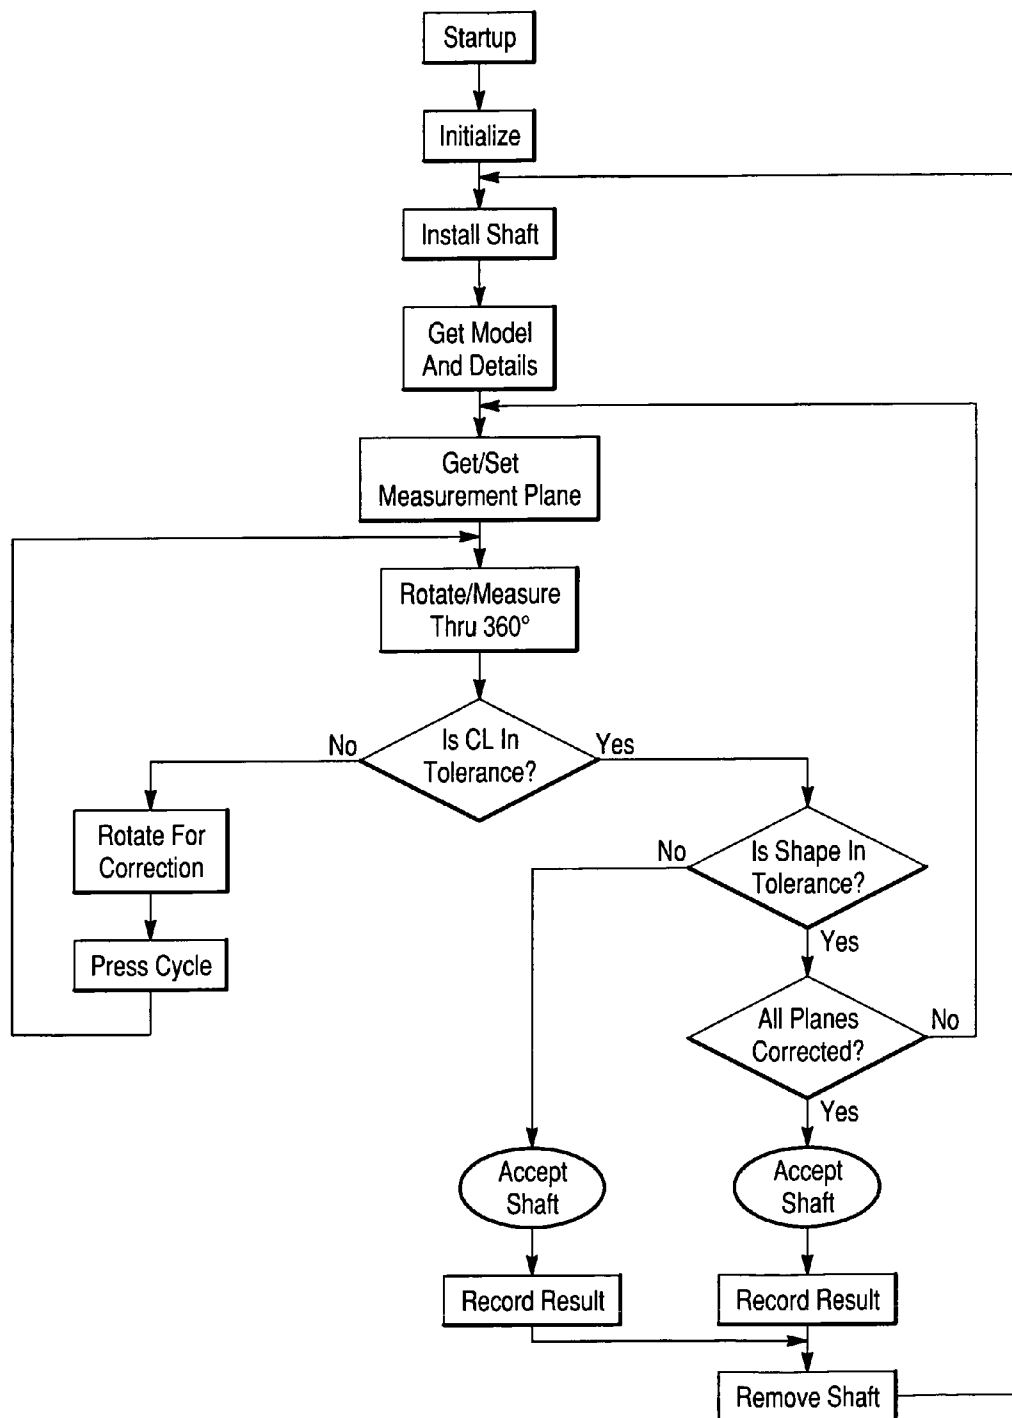 Startup
Initialize
Install Shaft
Get Model
And Details
Get/Set
Measurement Plane
Rotate/Measure
Thru 360°
Is CL In
Tolerance?
No
Yes
Rotate For
Correction
Press Cycle
Is Shape In
Tolerance?
No
Yes
All Planes
Corrected?
No
Yes
Accept
Shaft
Accept
Shaft
Record Result
Record Result
Remove Shaft